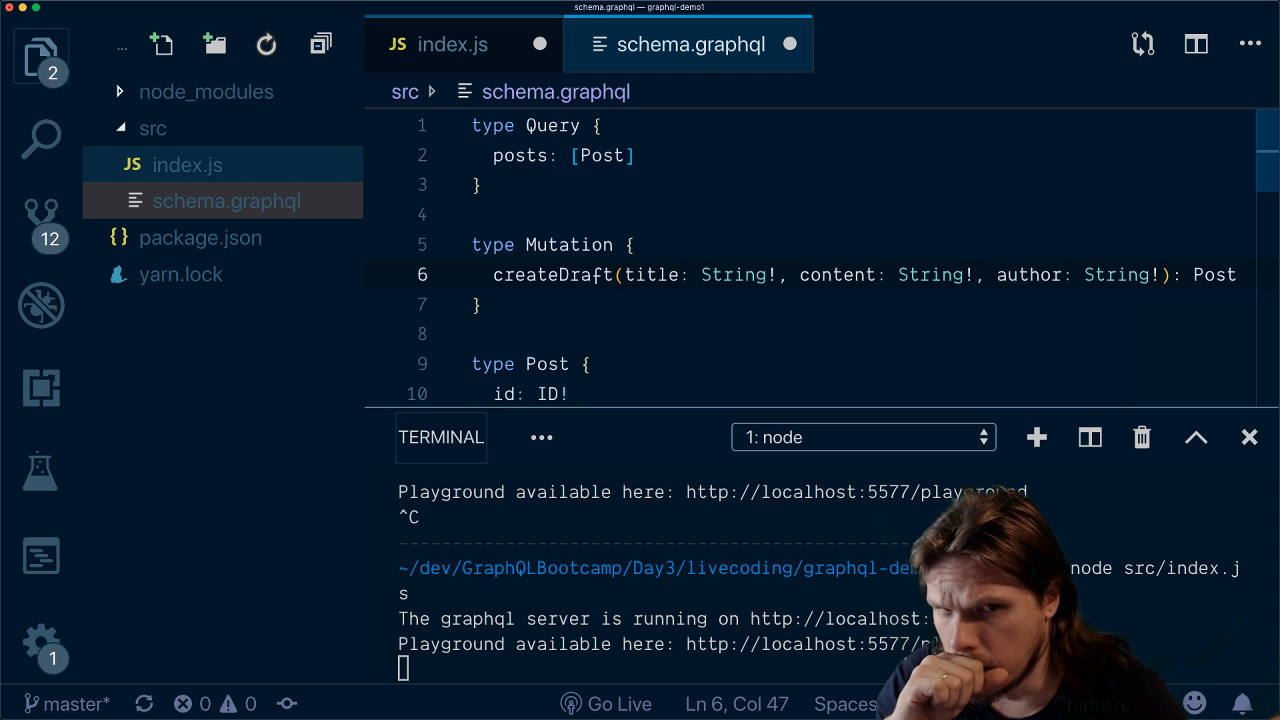 schema.graphql — graphql-demo1
2
...
JS index.js
schema.graphql
...
node_modules
src
JS index.js
schema.graphql
{} package.json
yarn.lock
12
1
src
schema.graphql
1 type Query {
2 posts: [Post]
3 }
4
5 type Mutation {
6 createDraft(title: String!, content: String!, author: String!): Post
7 }
8
9 type Post {
10 id: ID!
TERMINAL
...
1: node
Playground available here: http://localhost:5577/playground
^C
~/dev/GraphQLBootcamp/Day3/livecoding/graphql-de node src/index.j
s
The graphql server is running on http://localhost:
Playground available here: http://localhost:5577/pl
master*
0
0
Go Live
Ln 6, Col 47
Spaces